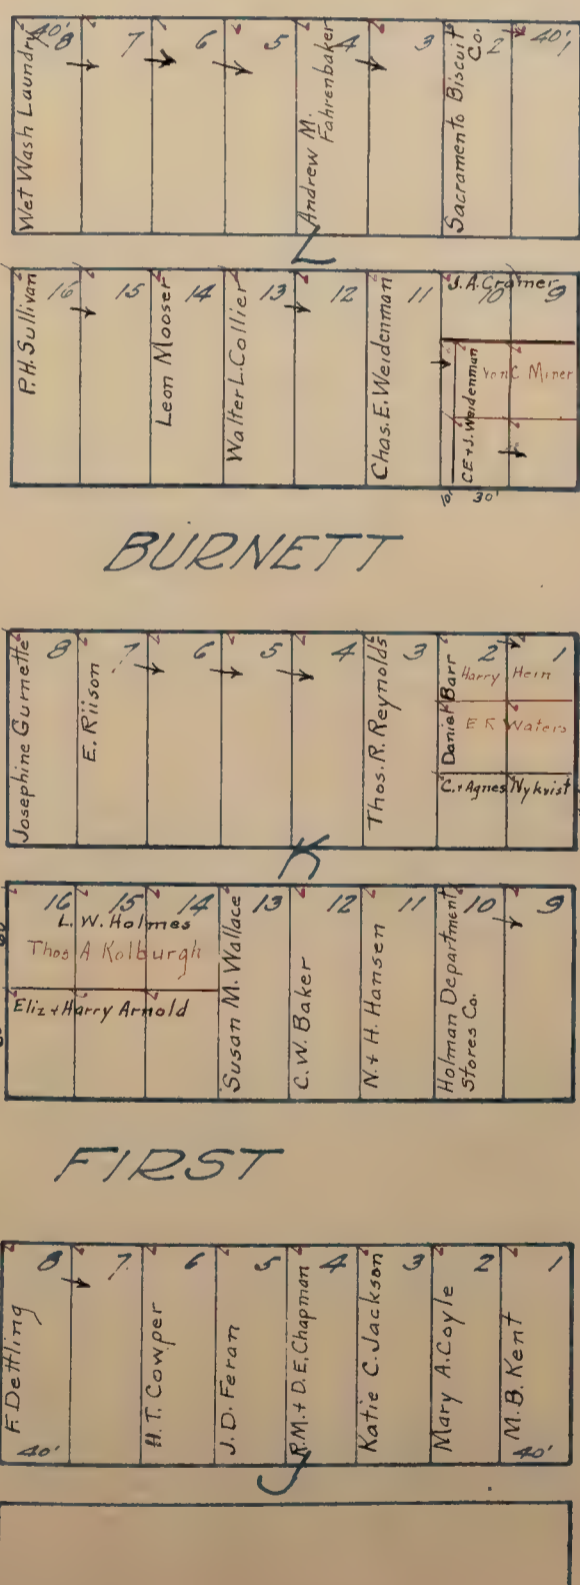 40' 8 7 6 5 4 3 2 40' 1
Wet Wash Laundry
Andrew M.
Fahrenbaker
Sacramento Biscuit
Co.
L
16 15 14 13 12 11 10 9
P.H. Sullivan
Leon Mooser
Walter L. Collier
Chas. E. Weidenman
J. A. Cramer
C Miner
CE + J. Weidenman
10' 30'
BURNETT
8 7 6 5 4 3 2 1
Josephine Gurnette
E. Riison
Thos. R. Reynolds
Daniel Barr
Harry Hein
E R Waters
C. + Agnes Nykvist
K
16 15 14 13 12 11 10 9
L. W. Holmes
Thos A Kolburgh
Eliz + Harry Arnold
Susan M. Wallace
C. W. Baker
N. + H. Hansen
Holman Department
Stores Co.
FIRST
8 7 6 5 4 3 2 1
F. Dettling
H. T. Cowper
J. D. Feran
R.M. + D.E. Chapman
Katie C. Jackson
Mary A. Coyle
M. B. Kent
40' 40'
J